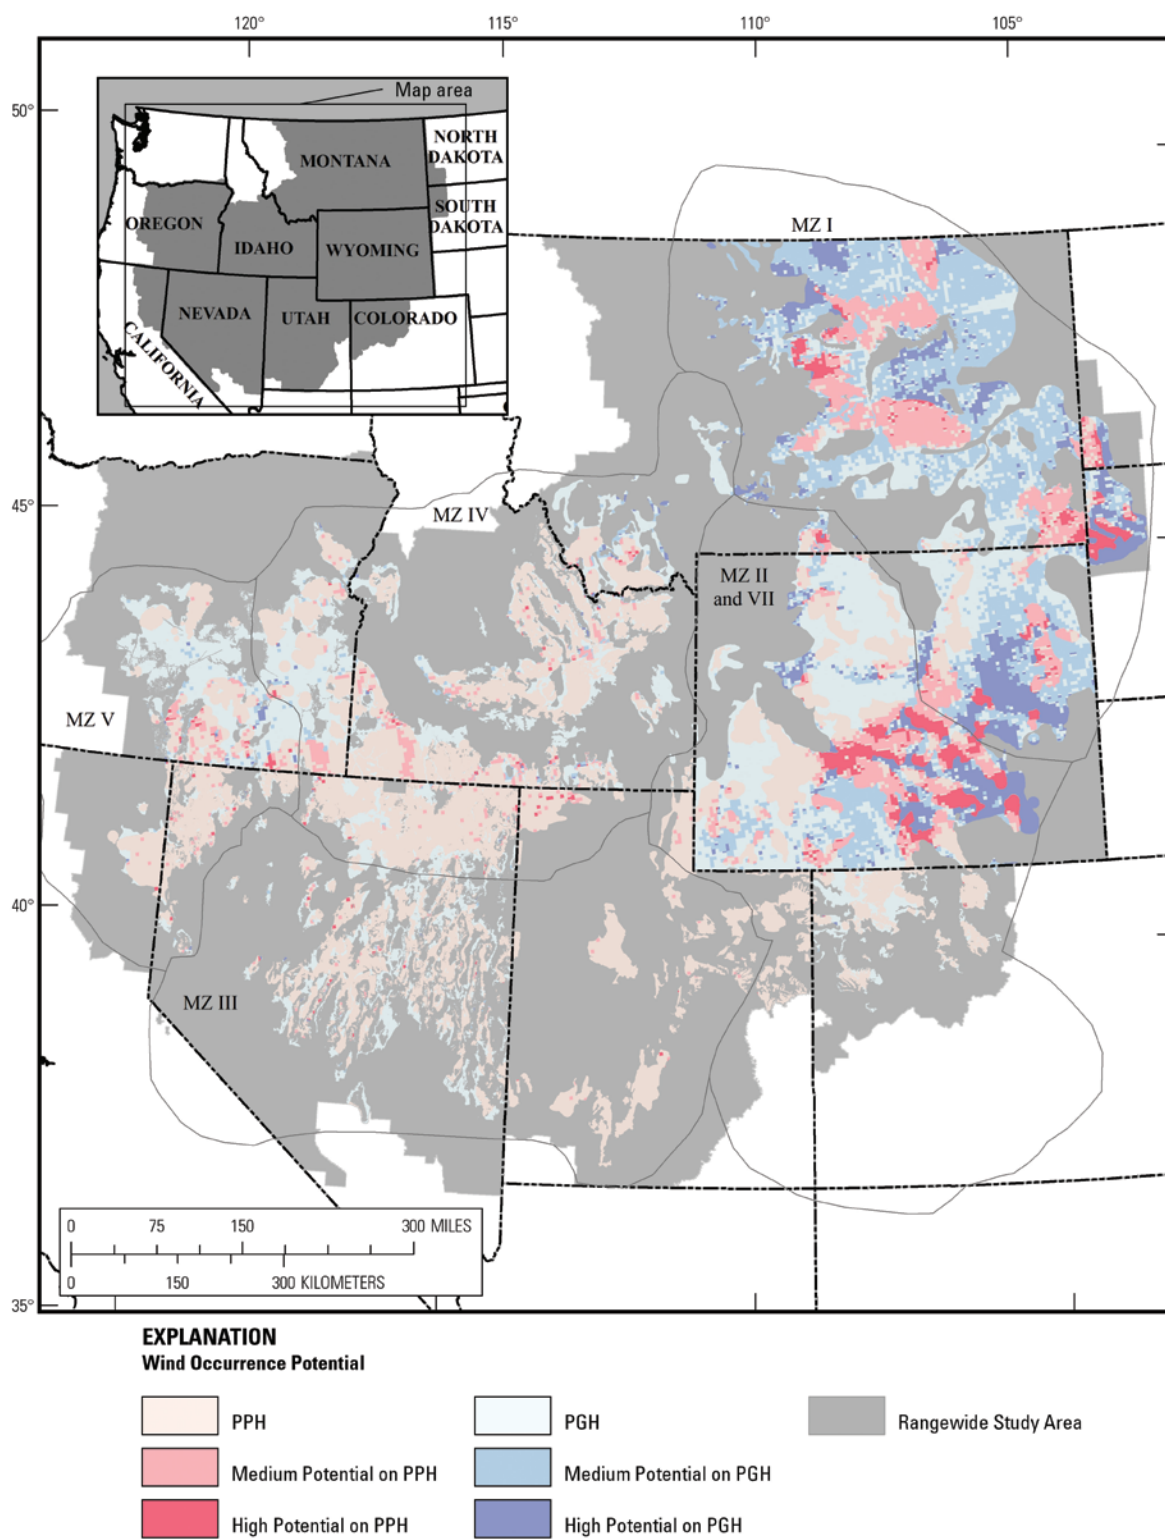 120°
115°
110°
105°
50°
Map area
NORTH
DAKOTA
MONTANA
SOUTH
DAKOTA
OREGON
IDAHO
WYOMING
NEVADA
UTAH
COLORADO
CALIFORNIA
MZ I
45°
MZ IV
MZ II
and VII
MZ V
40°
MZ III
0 75 150 300 MILES
0 150 300 KILOMETERS
35°
EXPLANATION
Wind Occurrence Potential
PPH
PGH
Rangewide Study Area
Medium Potential on PPH
Medium Potential on PGH
High Potential on PPH
High Potential on PGH